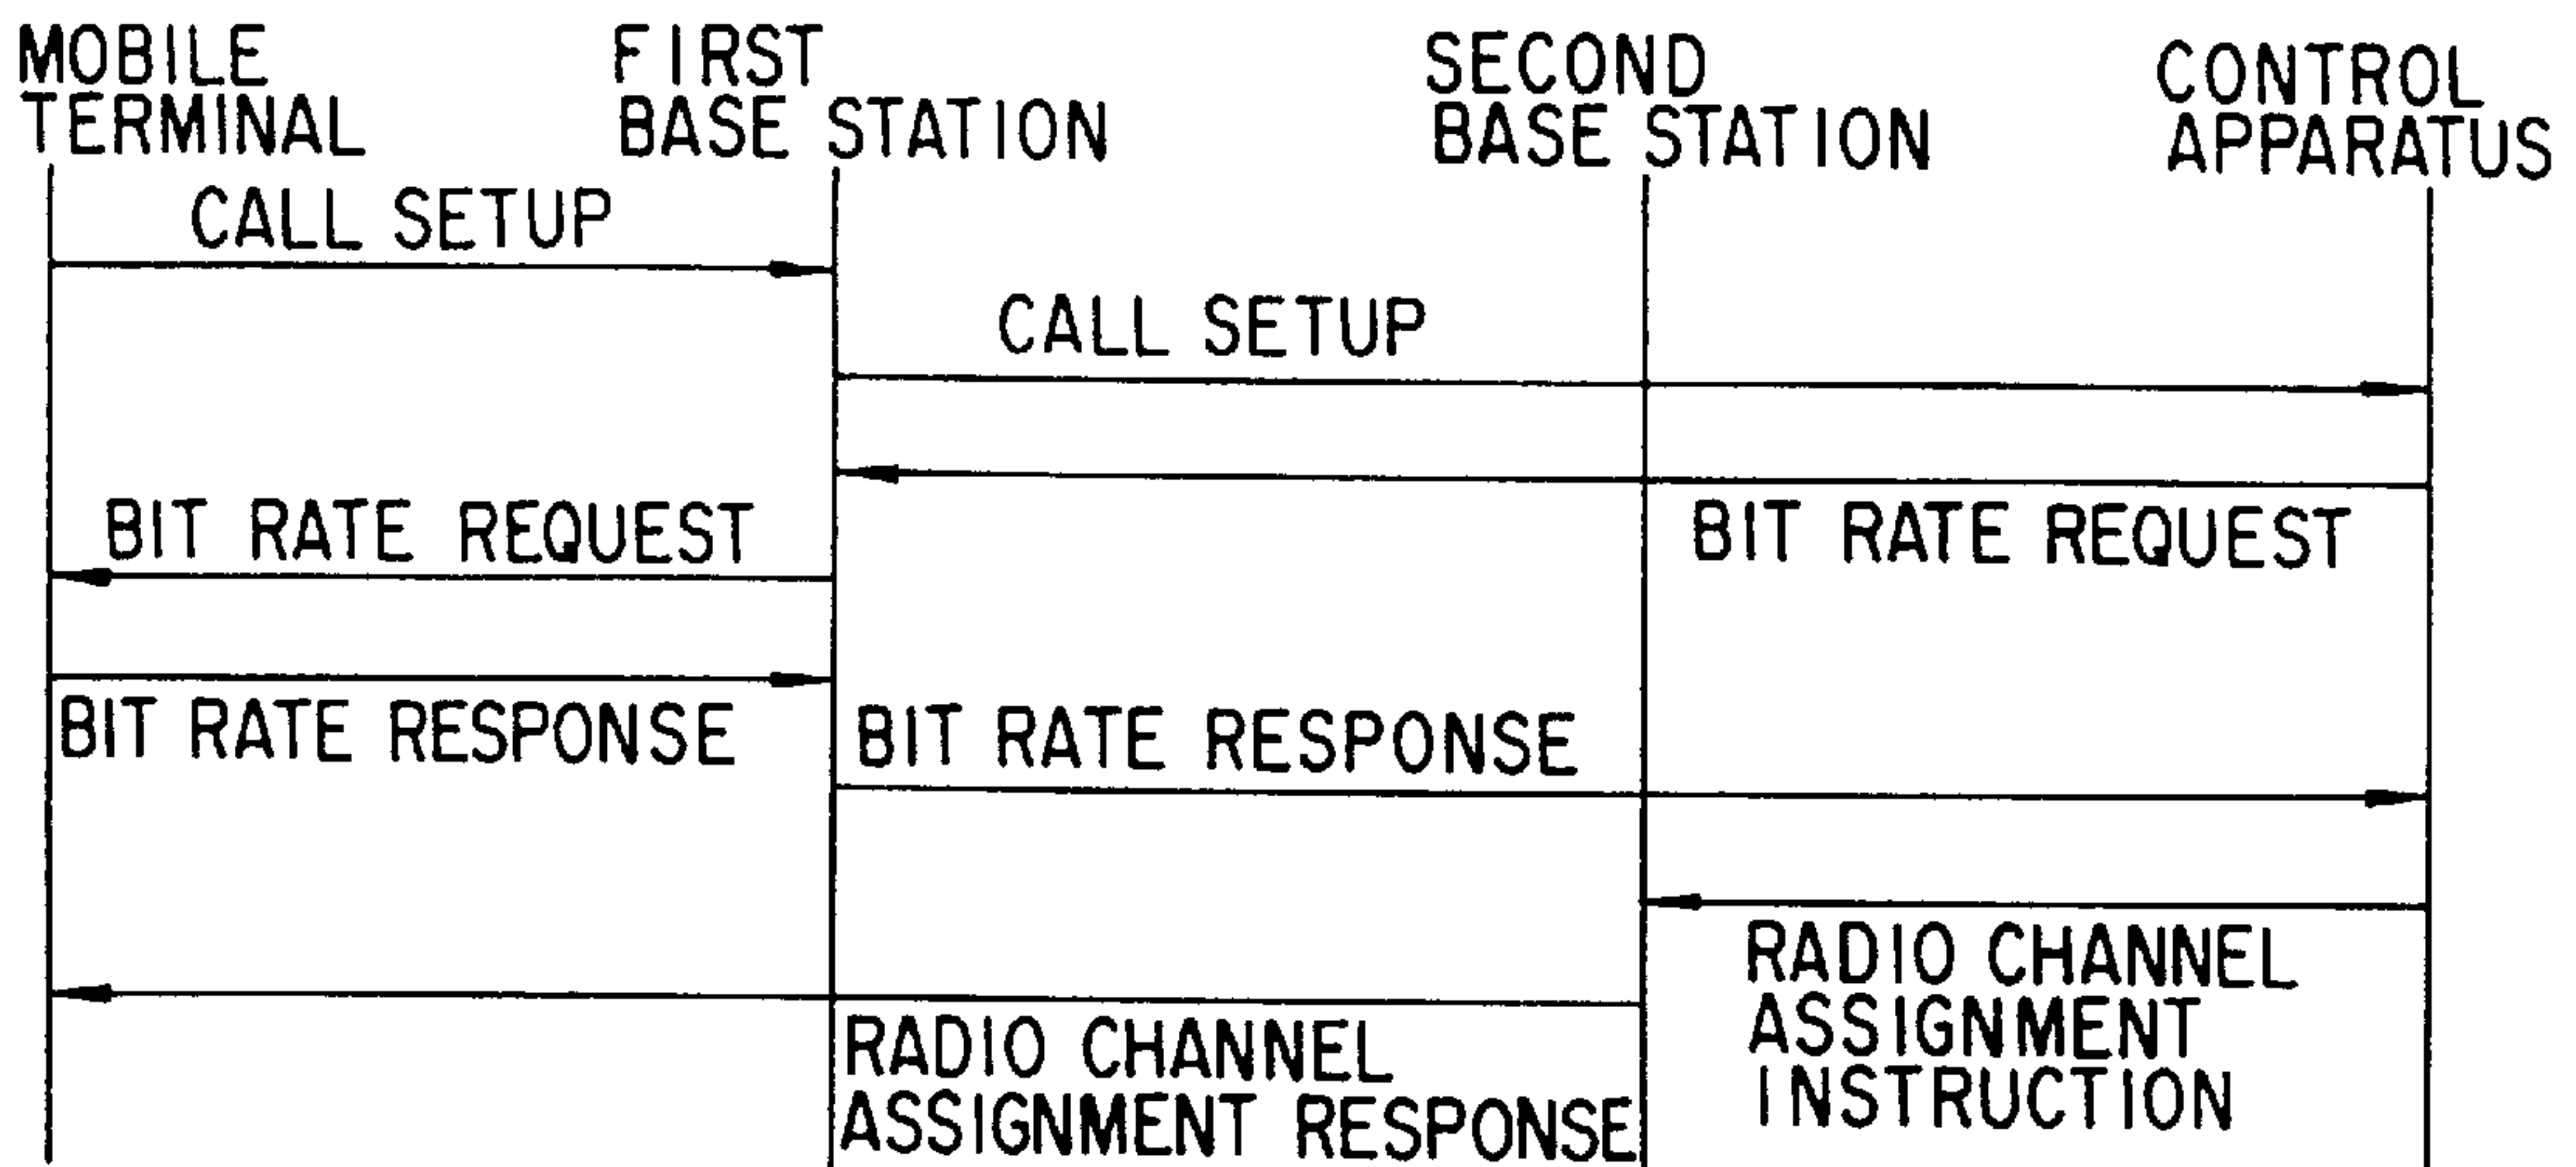 MOBILE
TERMINAL
FIRST
BASE STATION
SECOND
BASE STATION
CONTROL
APPARATUS
CALL SETUP
CALL SETUP
BIT RATE REQUEST
BIT RATE REQUEST
BIT RATE RESPONSE
BIT RATE RESPONSE
RADIO CHANNEL
ASSIGNMENT
INSTRUCTION
RADIO CHANNEL
ASSIGNMENT RESPONSE